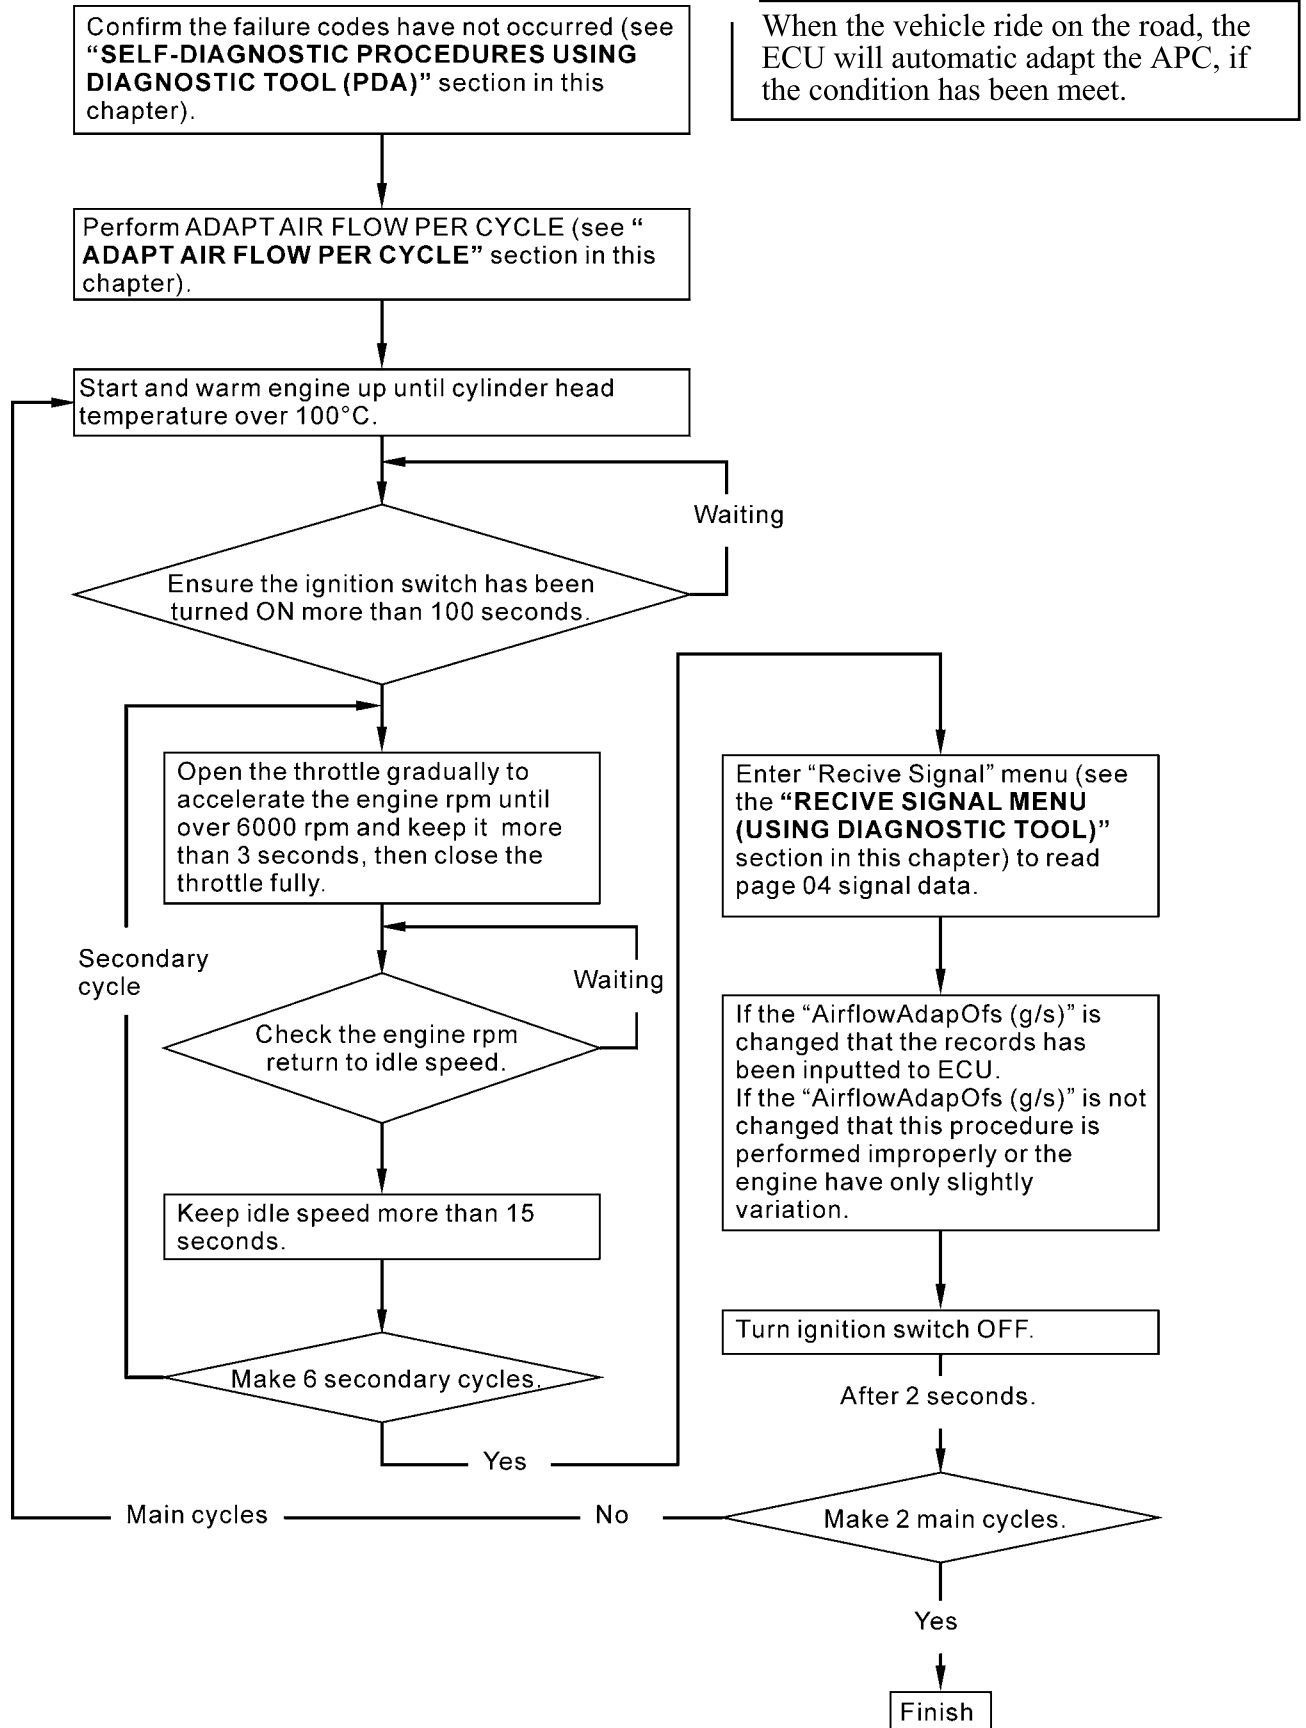 Confirm the failure codes have not occurred (see
“SELF-DIAGNOSTIC PROCEDURES USING
DIAGNOSTIC TOOL (PDA)” section in this
chapter).
When the vehicle ride on the road, the
ECU will automatic adapt the APC, if
the condition has been meet.
Perform ADAPT AIR FLOW PER CYCLE (see “
ADAPT AIR FLOW PER CYCLE” section in this
chapter).
Start and warm engine up until cylinder head
temperature over 100°C.
Waiting
Ensure the ignition switch has been
turned ON more than 100 seconds.
Open the throttle gradually to
accelerate the engine rpm until
over 6000 rpm and keep it more
than 3 seconds, then close the
throttle fully.
Secondary
cycle
Waiting
Check the engine rpm
return to idle speed.
Keep idle speed more than 15
seconds.
Make 6 secondary cycles.
Yes
Enter “Recive Signal” menu (see
the “RECIVE SIGNAL MENU
(USING DIAGNOSTIC TOOL)”
section in this chapter) to read
page 04 signal data.
If the “AirflowAdapOfs (g/s)” is
changed that the records has
been inputted to ECU.
If the “AirflowAdapOfs (g/s)” is not
changed that this procedure is
performed improperly or the
engine have only slightly
variation.
Turn ignition switch OFF.
After 2 seconds.
Make 2 main cycles.
No
Main cycles
Yes
Finish